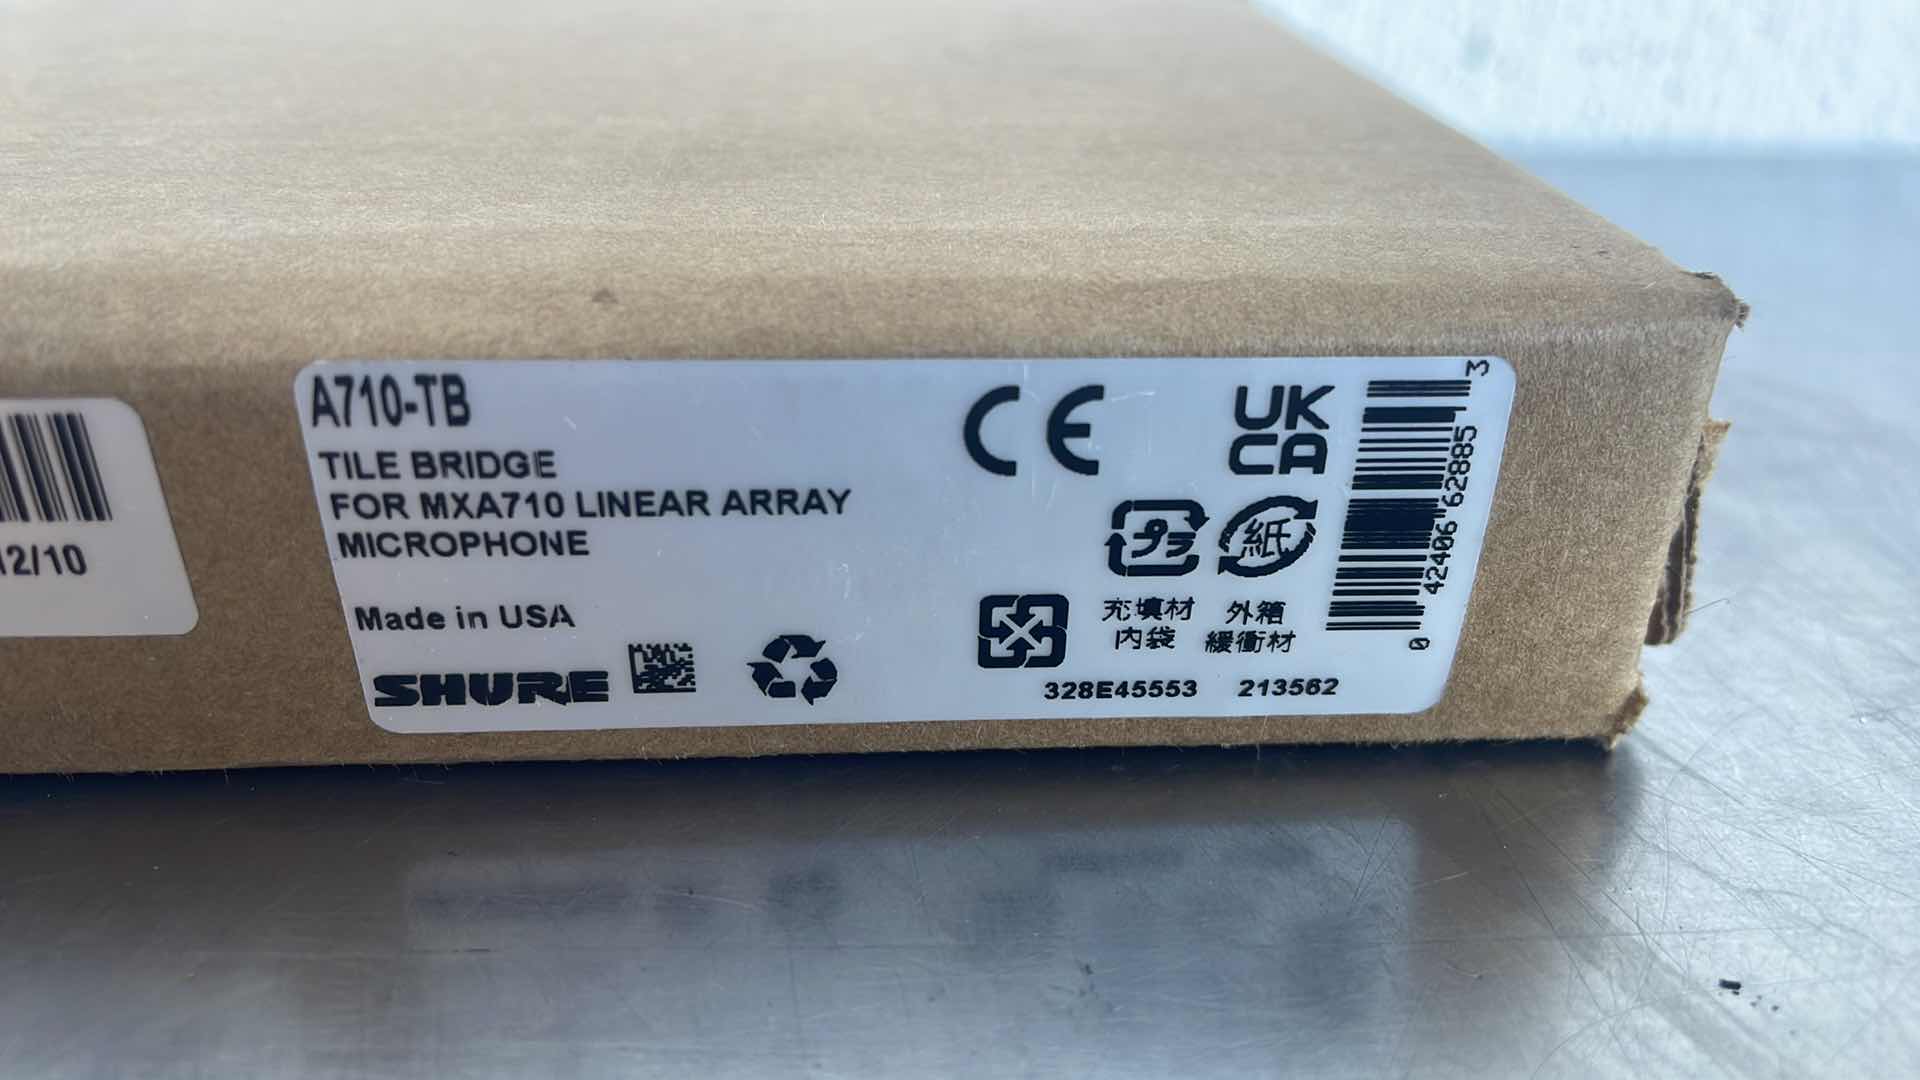 A710-TB
TILE BRIDGE
FOR MXA710 LINEAR ARRAY
MICROPHONE
Made in USA
SHURE
CE
UK
CA
プラ
紙
充填材
内袋
外箱
緩衝材
328E45553 213562
0 42406 62885 3
12/10